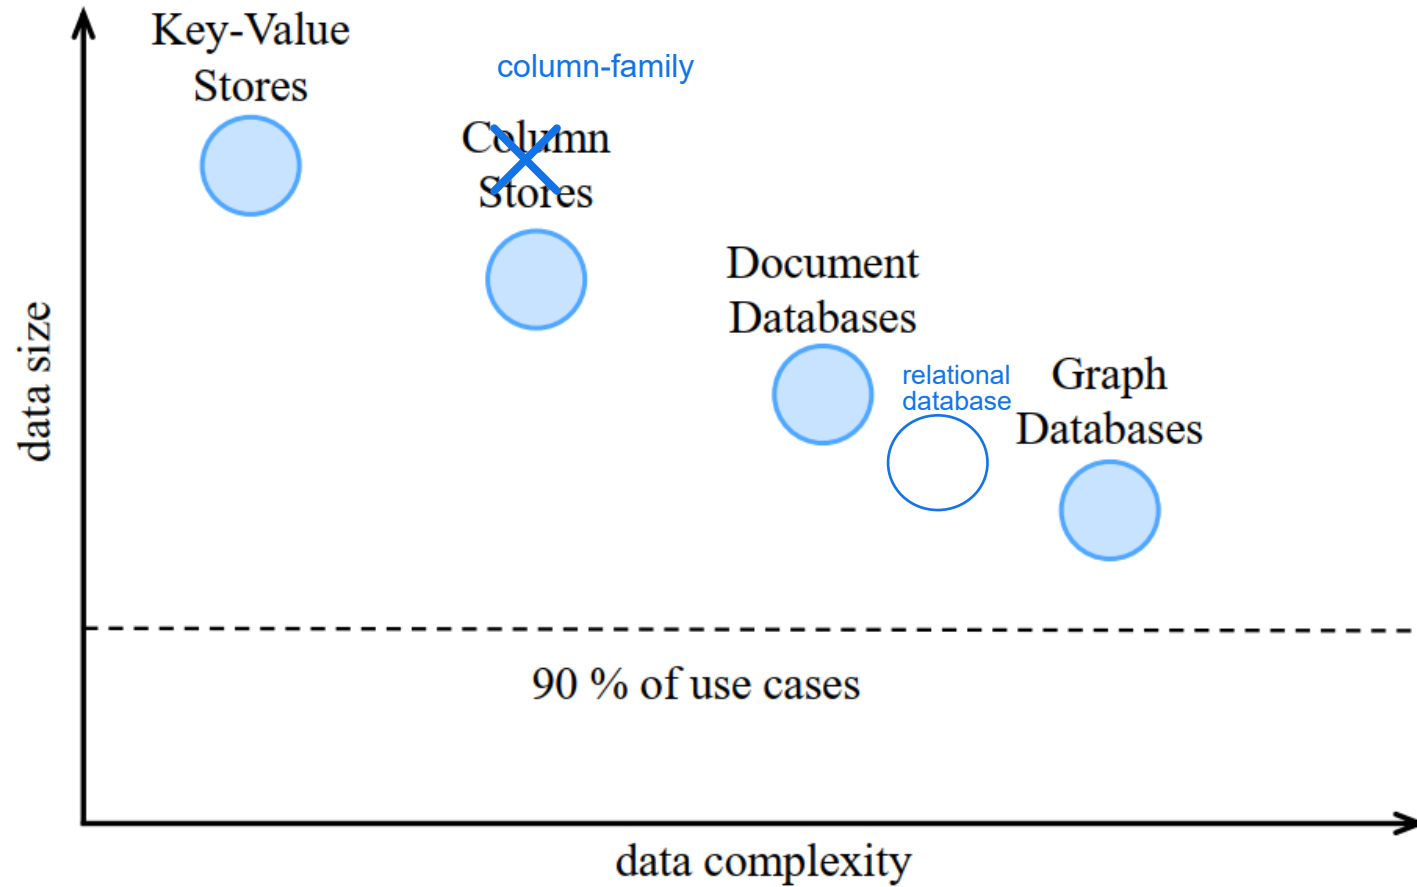 Key-Value
Stores
column-family
Column
Stores
Document
Databases
relational
database
Graph
Databases
data size
90 % of use cases
data complexity